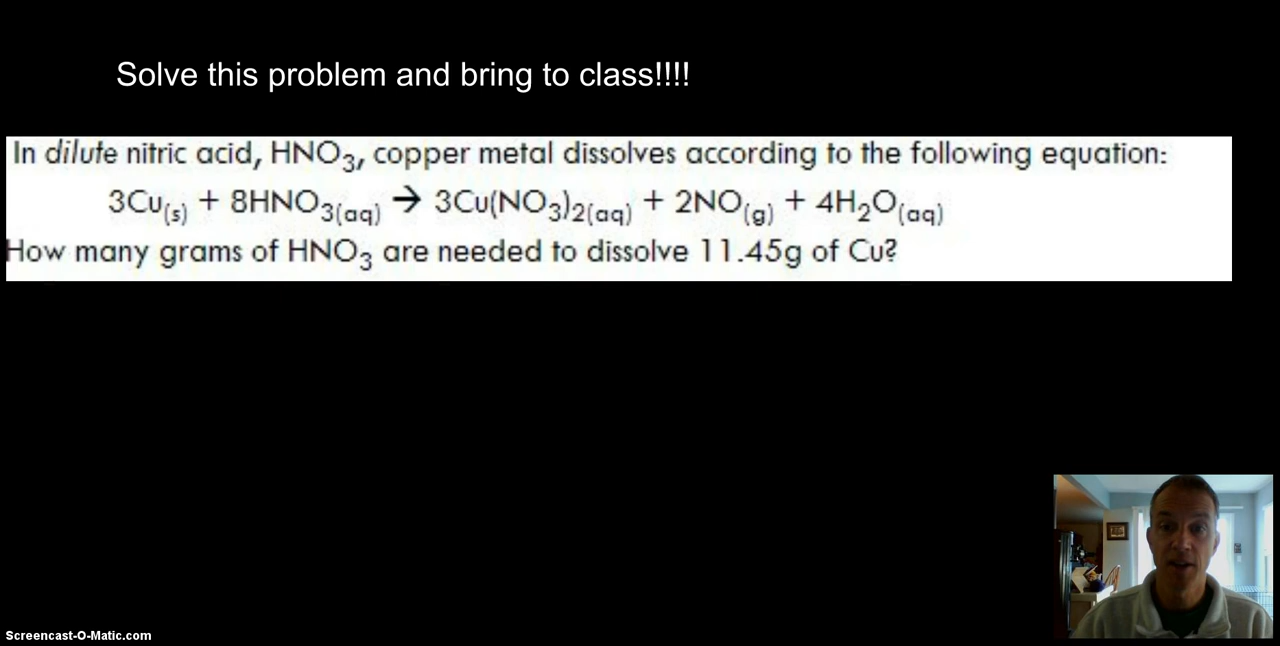 Solve this problem and bring to class!!!!
In dilute nitric acid, HNO₃, copper metal dissolves according to the following equation:
3Cu₍s₎ + 8HNO₃₍aq₎ → 3Cu(NO₃)₂₍aq₎ + 2NO₍g₎ + 4H₂O₍aq₎
How many grams of HNO₃ are needed to dissolve 11.45g of Cu?
Screencast-O-Matic.com